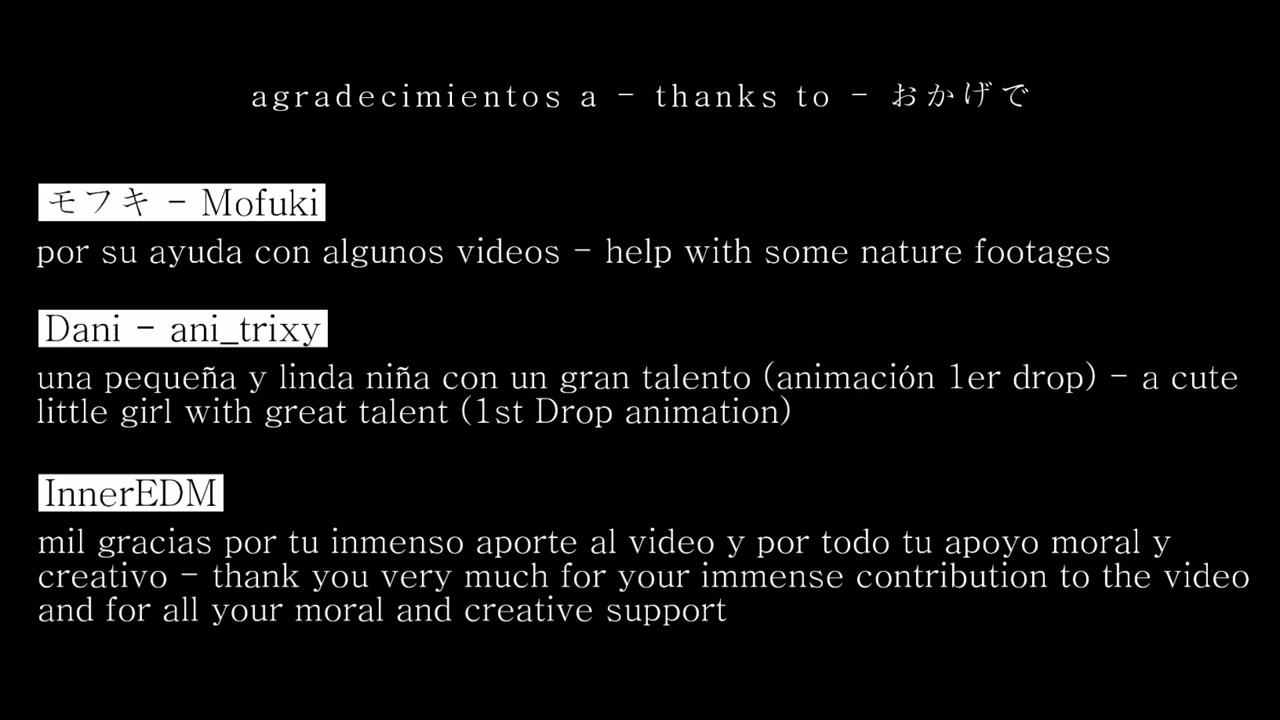 agradecimientos a - thanks to - おかげで
モフキ - Mofuki
por su ayuda con algunos videos - help with some nature footages
Dani - ani_trixy
una pequeña y linda niña con un gran talento (animación 1er drop) - a cute
little girl with great talent (1st Drop animation)
InnerEDM
mil gracias por tu inmenso aporte al video y por todo tu apoyo moral y
creativo - thank you very much for your immense contribution to the video
and for all your moral and creative support